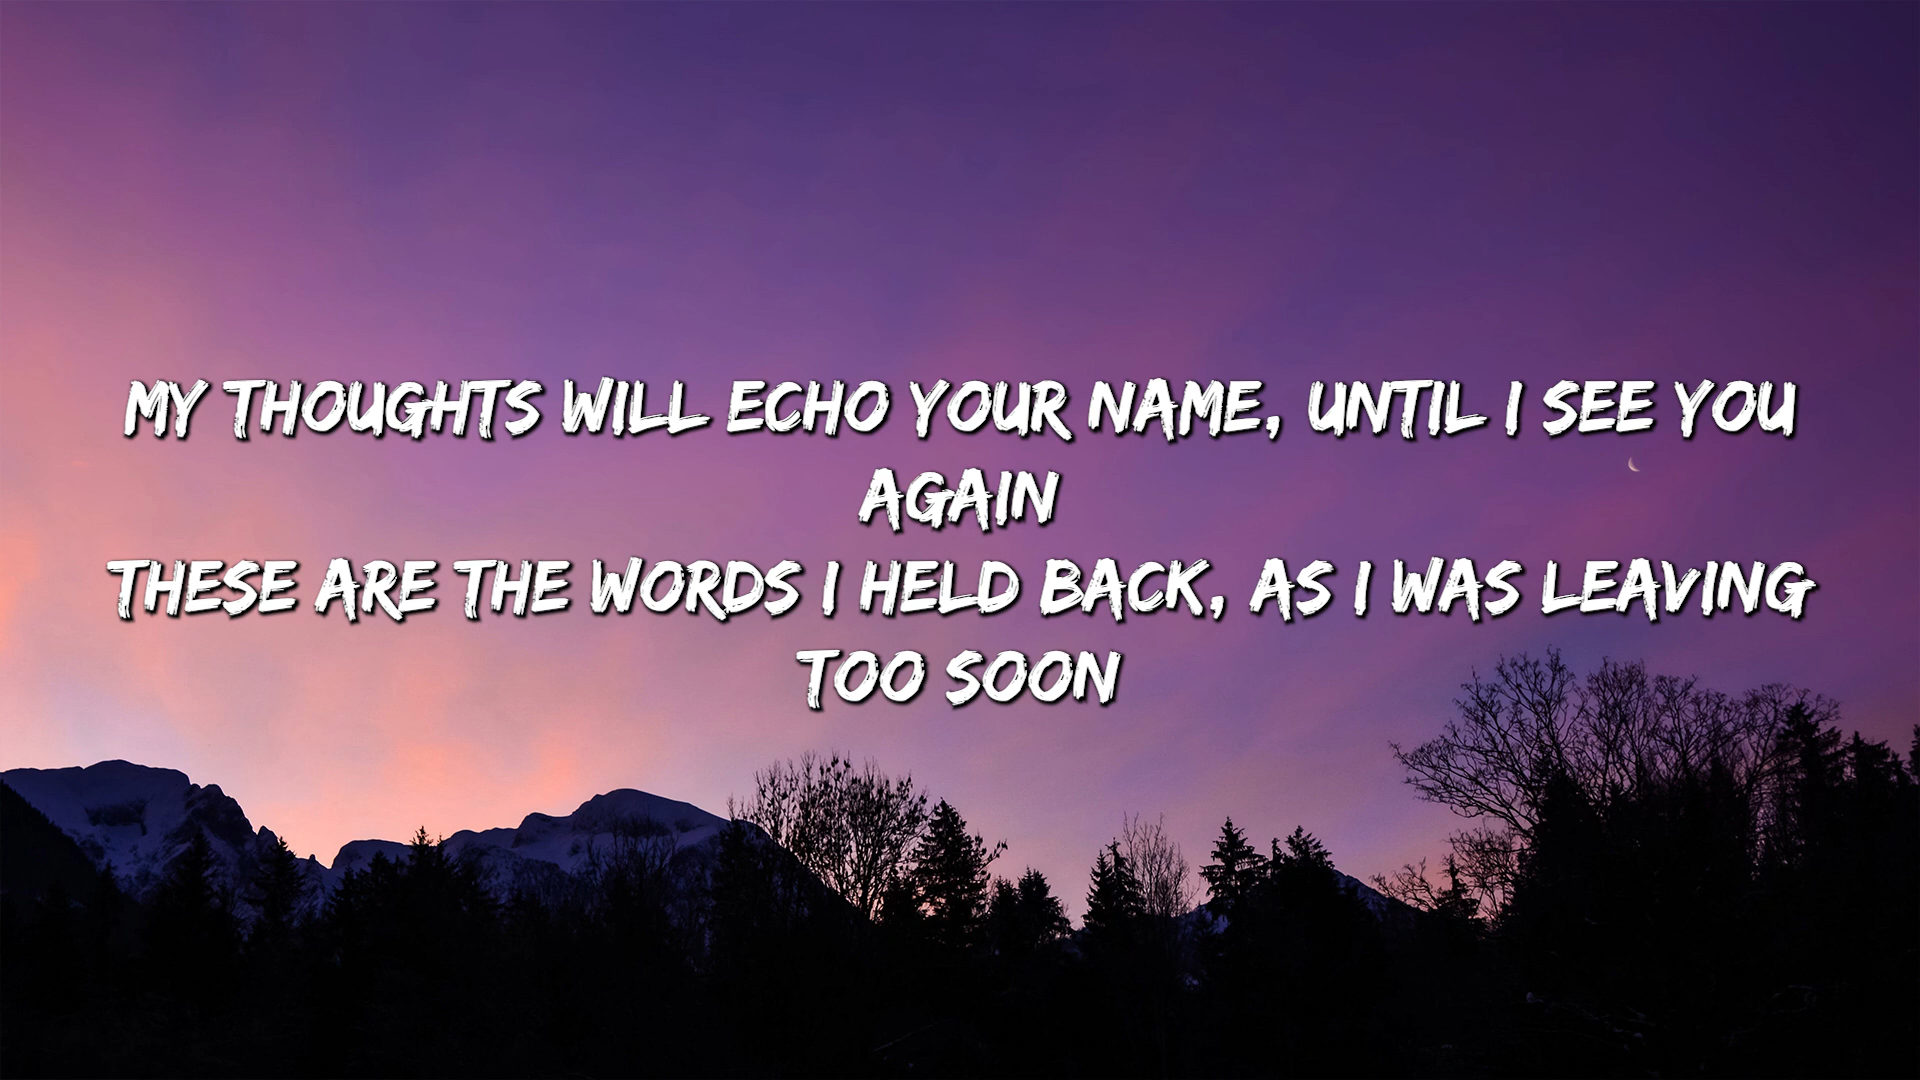 MY THOUGHTS WILL ECHO YOUR NAME, UNTIL I SEE YOU
AGAIN
THESE ARE THE WORDS I HELD BACK, AS I WAS LEAVING
TOO SOON